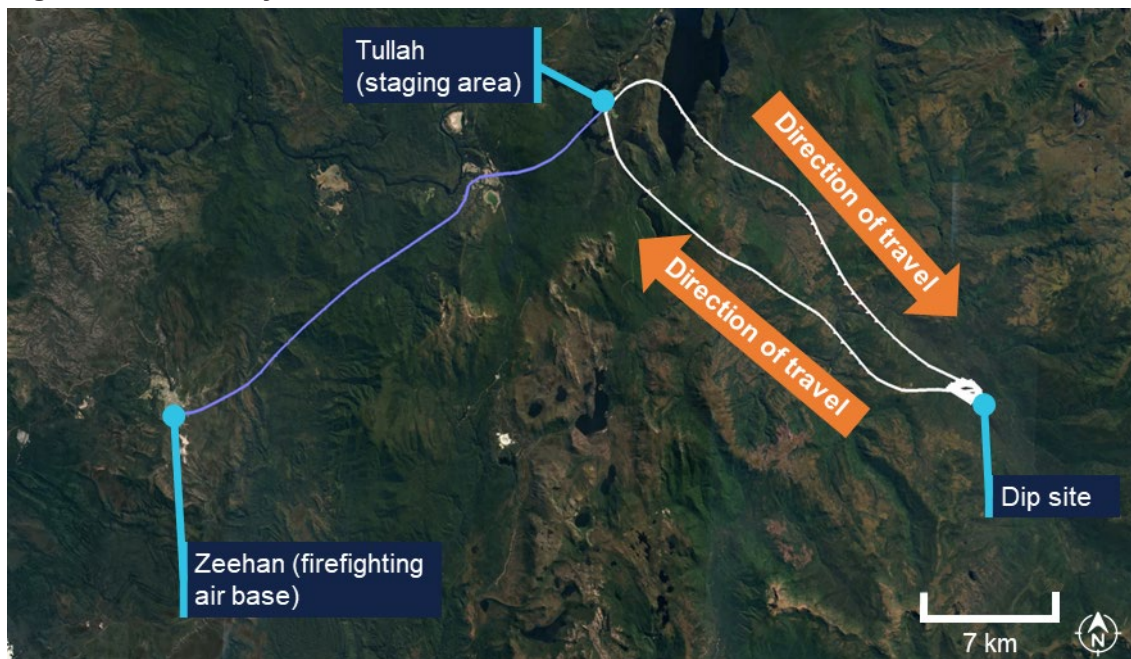 Tullah
(staging area)
Direction of travel
Direction of travel
Dip site
Zeehan (firefighting
air base)
7 km
N